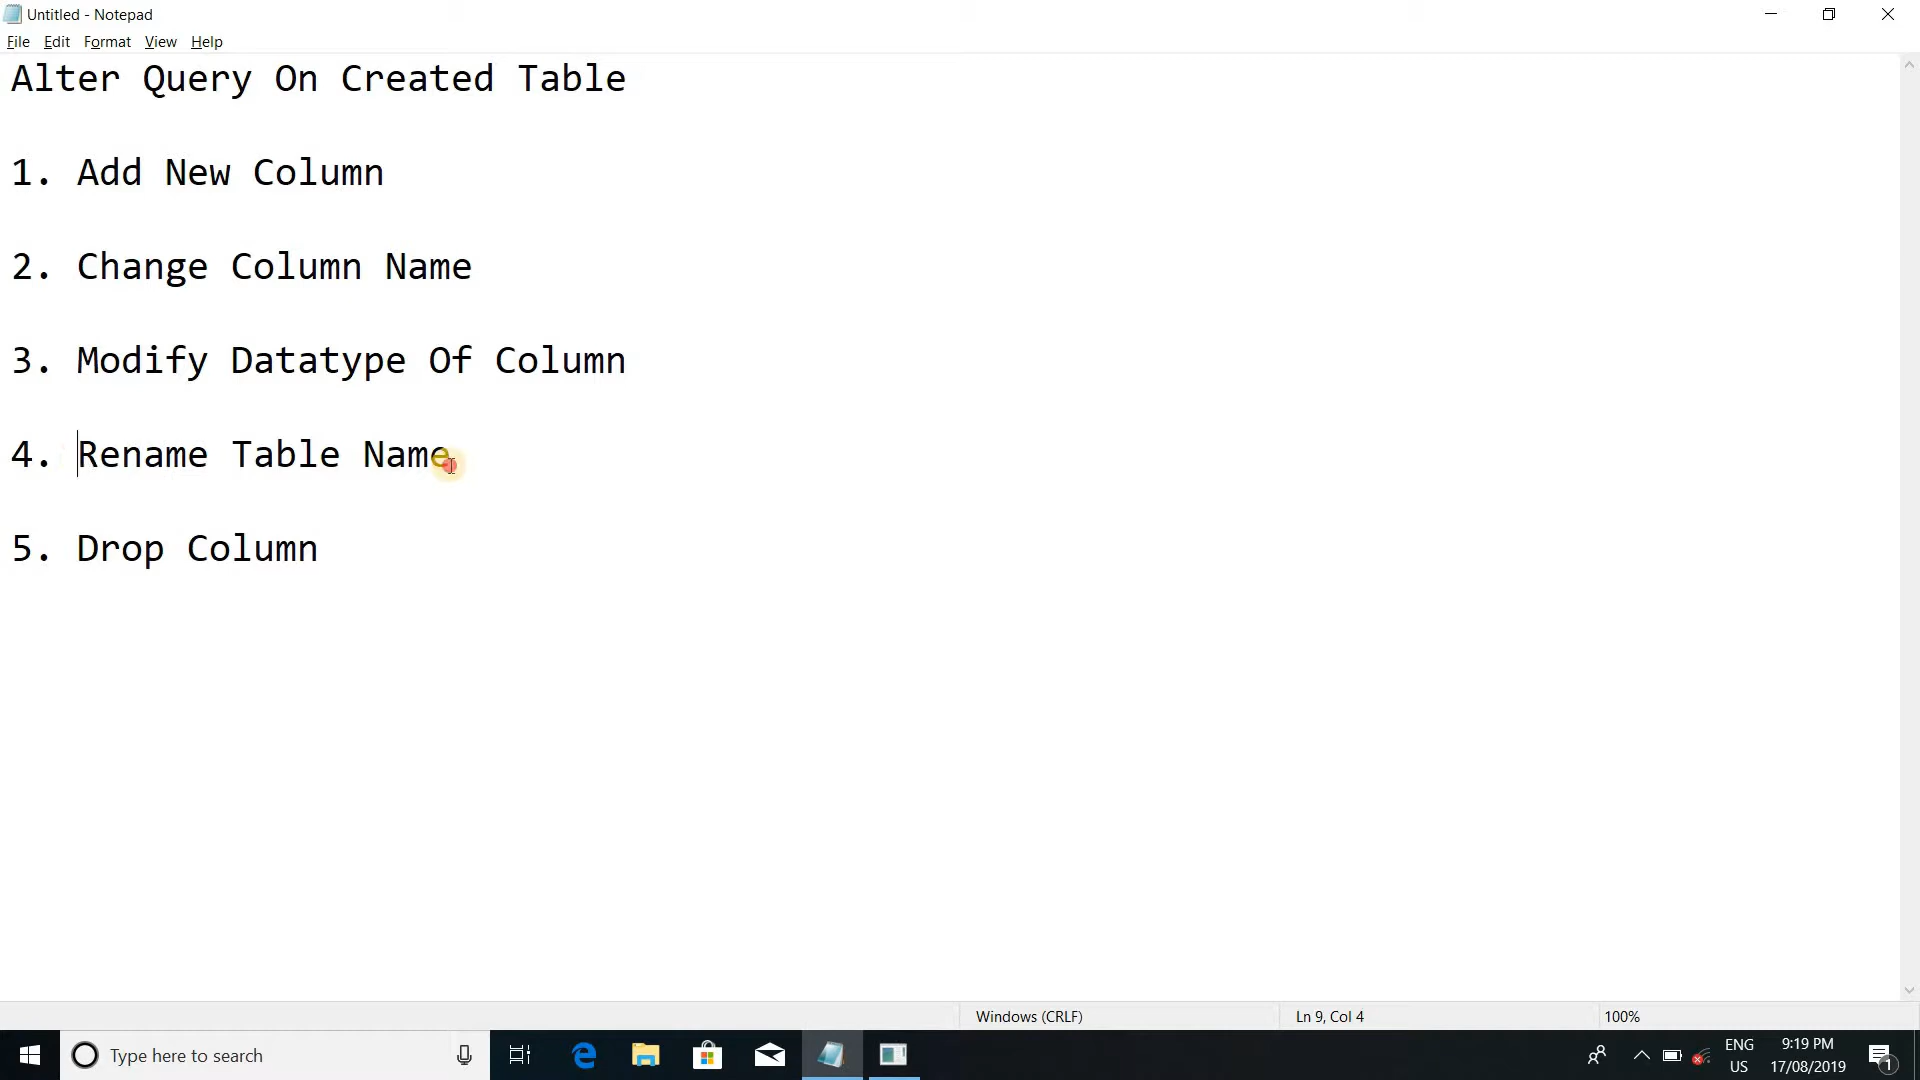 Untitled - Notepad
File Edit Format View Help
Alter Query On Created Table
1. Add New Column
2. Change Column Name
3. Modify Datatype Of Column
4. Rename Table Name
5. Drop Column
Windows (CRLF) Ln 9, Col 4 100%
Type here to search
ENG
US
9:19 PM
17/08/2019
1